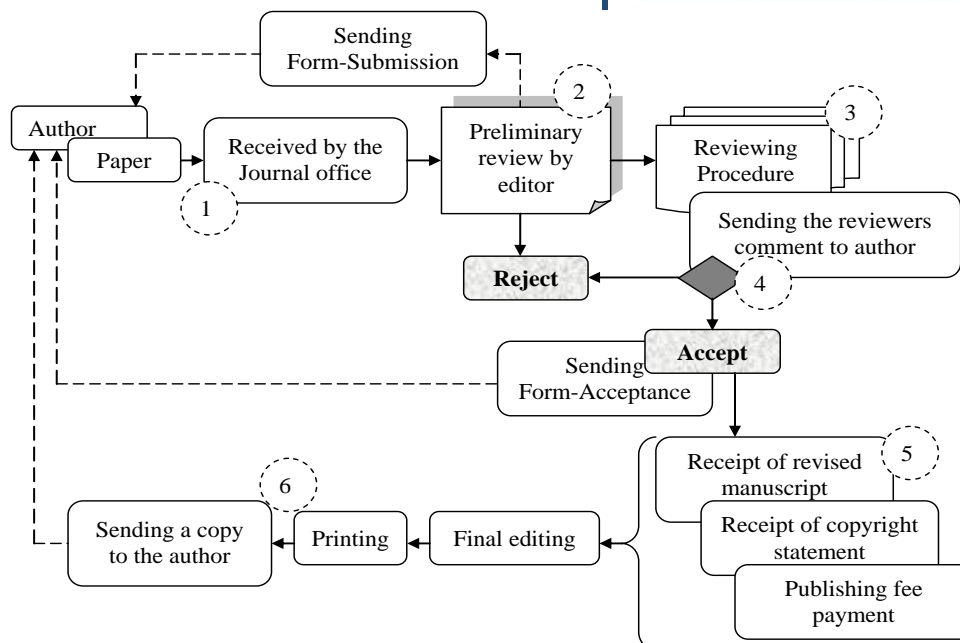 Sending
Form-Submission
2
3
Author
Paper
Received by the
Journal office
1
Preliminary
review by
editor
Reviewing
Procedure
Sending the reviewers
comment to author
4
Reject
Accept
Sending
Form-Acceptance
5
Receipt of revised
manuscript
Receipt of copyright
statement
Publishing fee
payment
Final editing
Printing
6
Sending a copy
to the author